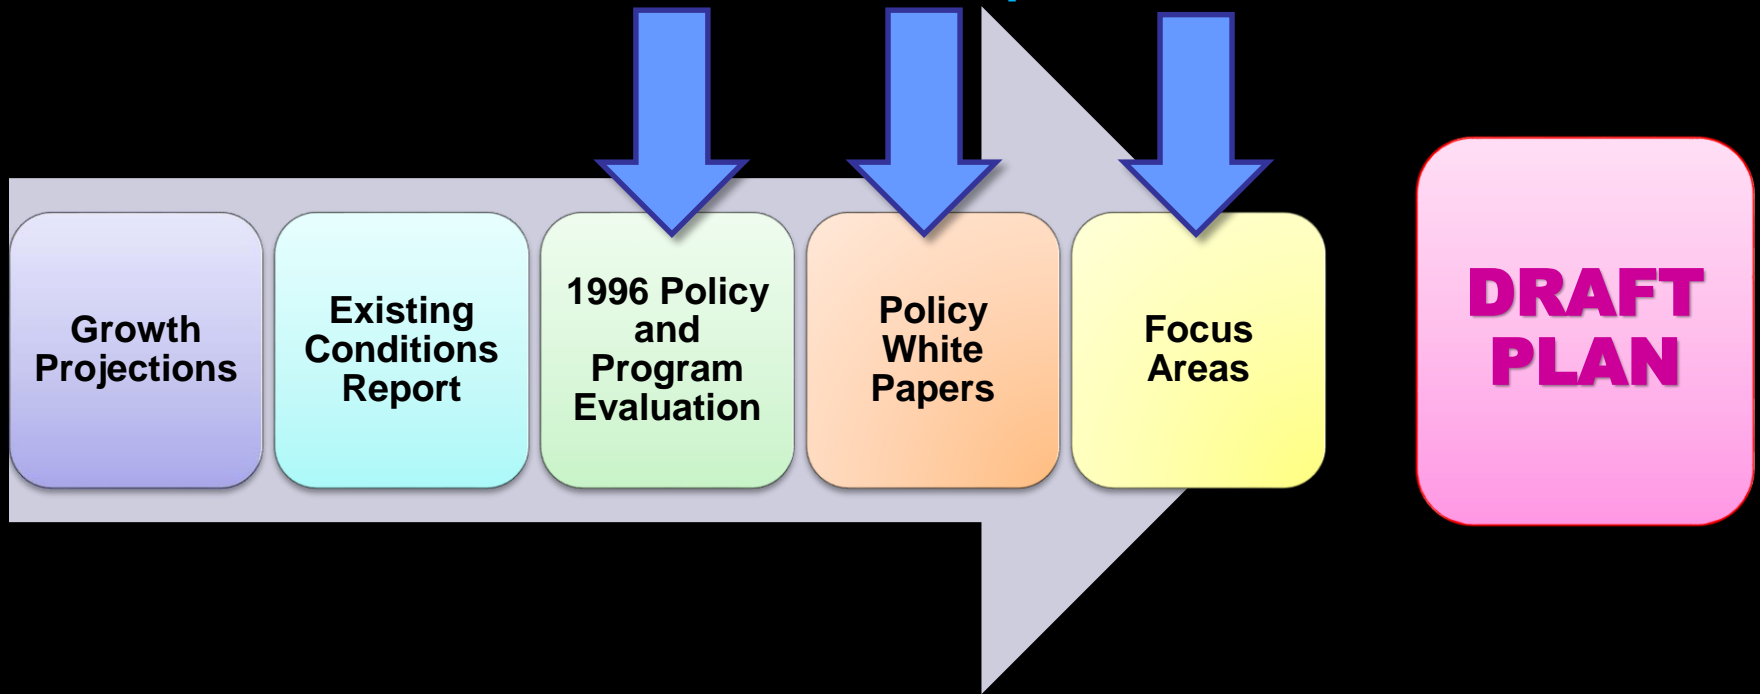 Growth
Projections
Existing
Conditions
Report
1996 Policy
and
Program
Evaluation
Policy
White
Papers
Focus
Areas
DRAFT
PLAN